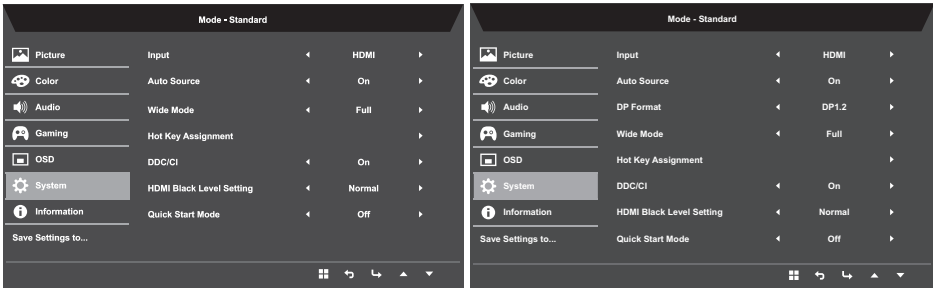 Mode - Standard
Picture
Input HDMI
Color
Auto Source On
Audio
Wide Mode Full
Gaming
Hot Key Assignment
OSD
DDC/CI On
System
HDMI Black Level Setting Normal
Information
Quick Start Mode Off
Save Settings to...
Mode - Standard
Picture
Input HDMI
Color
Auto Source On
Audio
DP Format DP1.2
Gaming
Wide Mode Full
OSD
Hot Key Assignment
System
DDC/CI On
Information
HDMI Black Level Setting Normal
Save Settings to...
Quick Start Mode Off